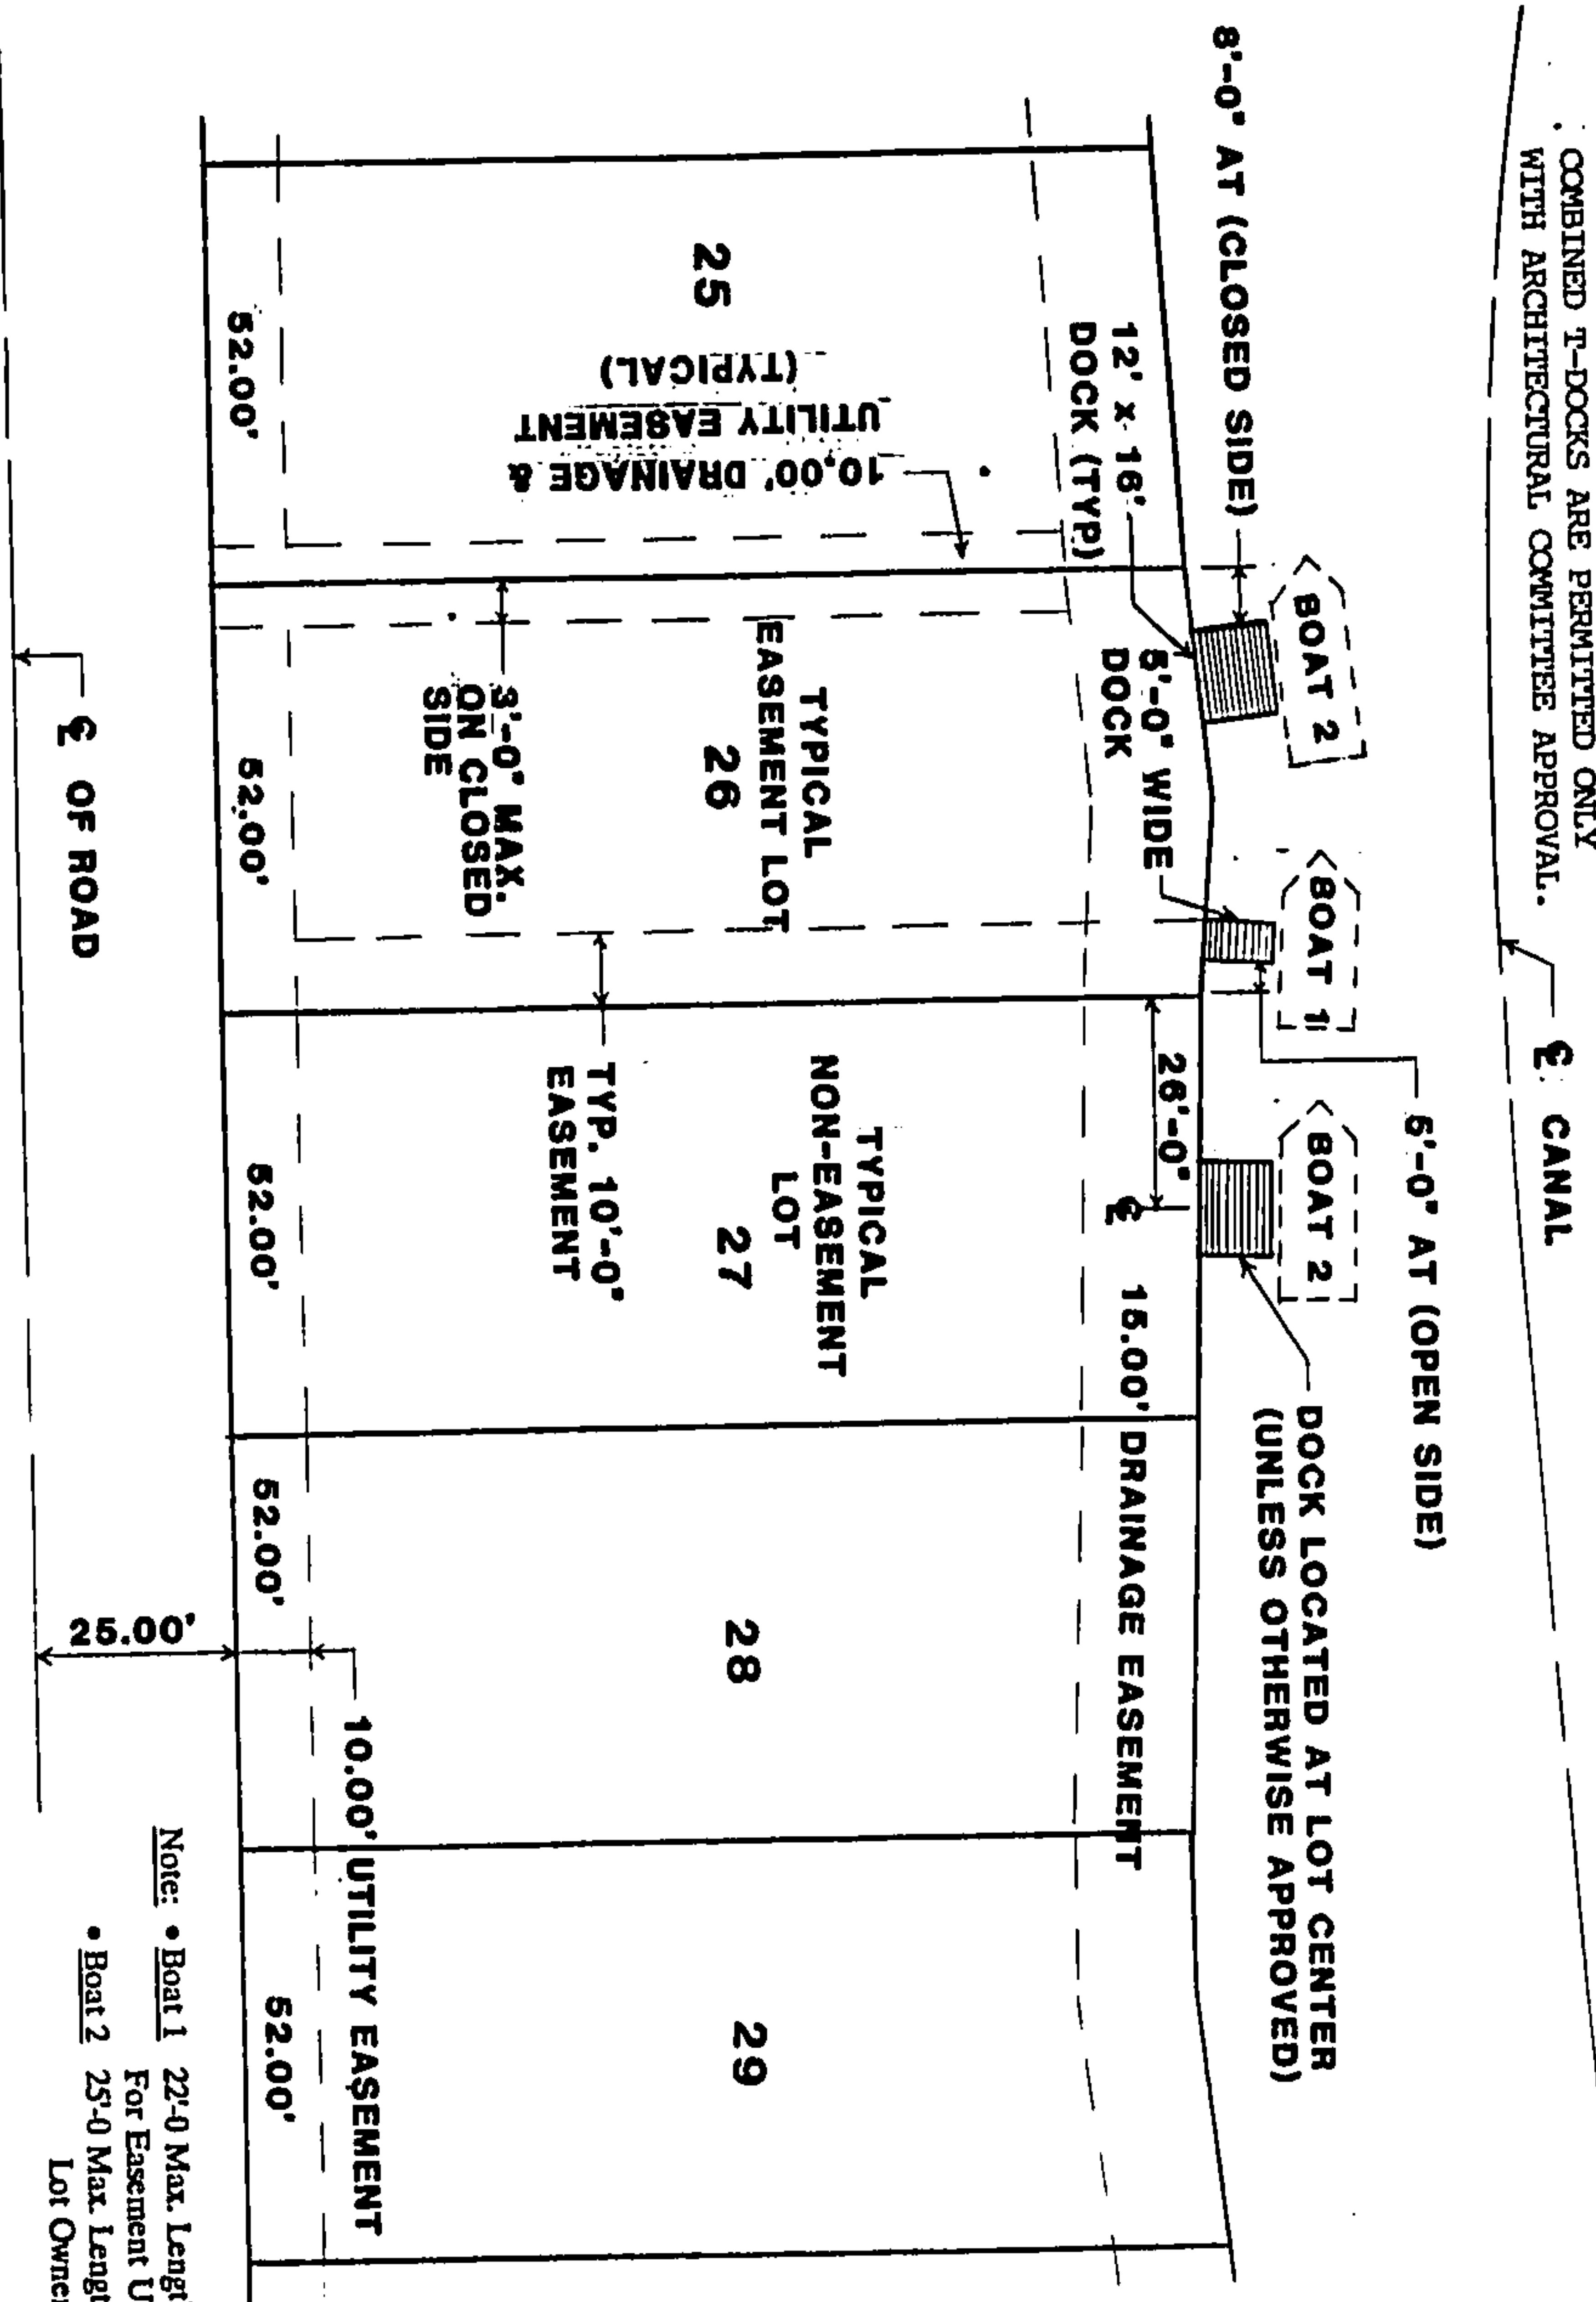 COMBINED T-DOCKS ARE PERMITTED ONLY
WITH ARCHITECTURAL COMMITTEE APPROVAL.
℄ CANAL
8'-0" AT (CLOSED SIDE)
5'-0" AT (OPEN SIDE)
BOAT 2
BOAT 1
BOAT 2
DOCK LOCATED AT LOT CENTER
(UNLESS OTHERWISE APPROVED)
12' x 16'
DOCK (TYP.)
5'-0" WIDE
DOCK
26'-0"
℄
15.00' DRAINAGE EASEMENT
25
10.00' DRAINAGE &
UTILITY EASEMENT
(TYPICAL)
TYPICAL
EASEMENT LOT
26
3'-0" MAX.
ON CLOSED
SIDE
TYPICAL
NON-EASEMENT
LOT
27
TYP. 10'-0"
EASEMENT
28
29
10.00' UTILITY EASEMENT
52.00'
52.00'
52.00'
52.00'
52.00'
25.00'
℄ OF ROAD
Note: • Boat 1 22'-0 Max.
For Easement
• Boat 2 25'-0 Max.
Lot